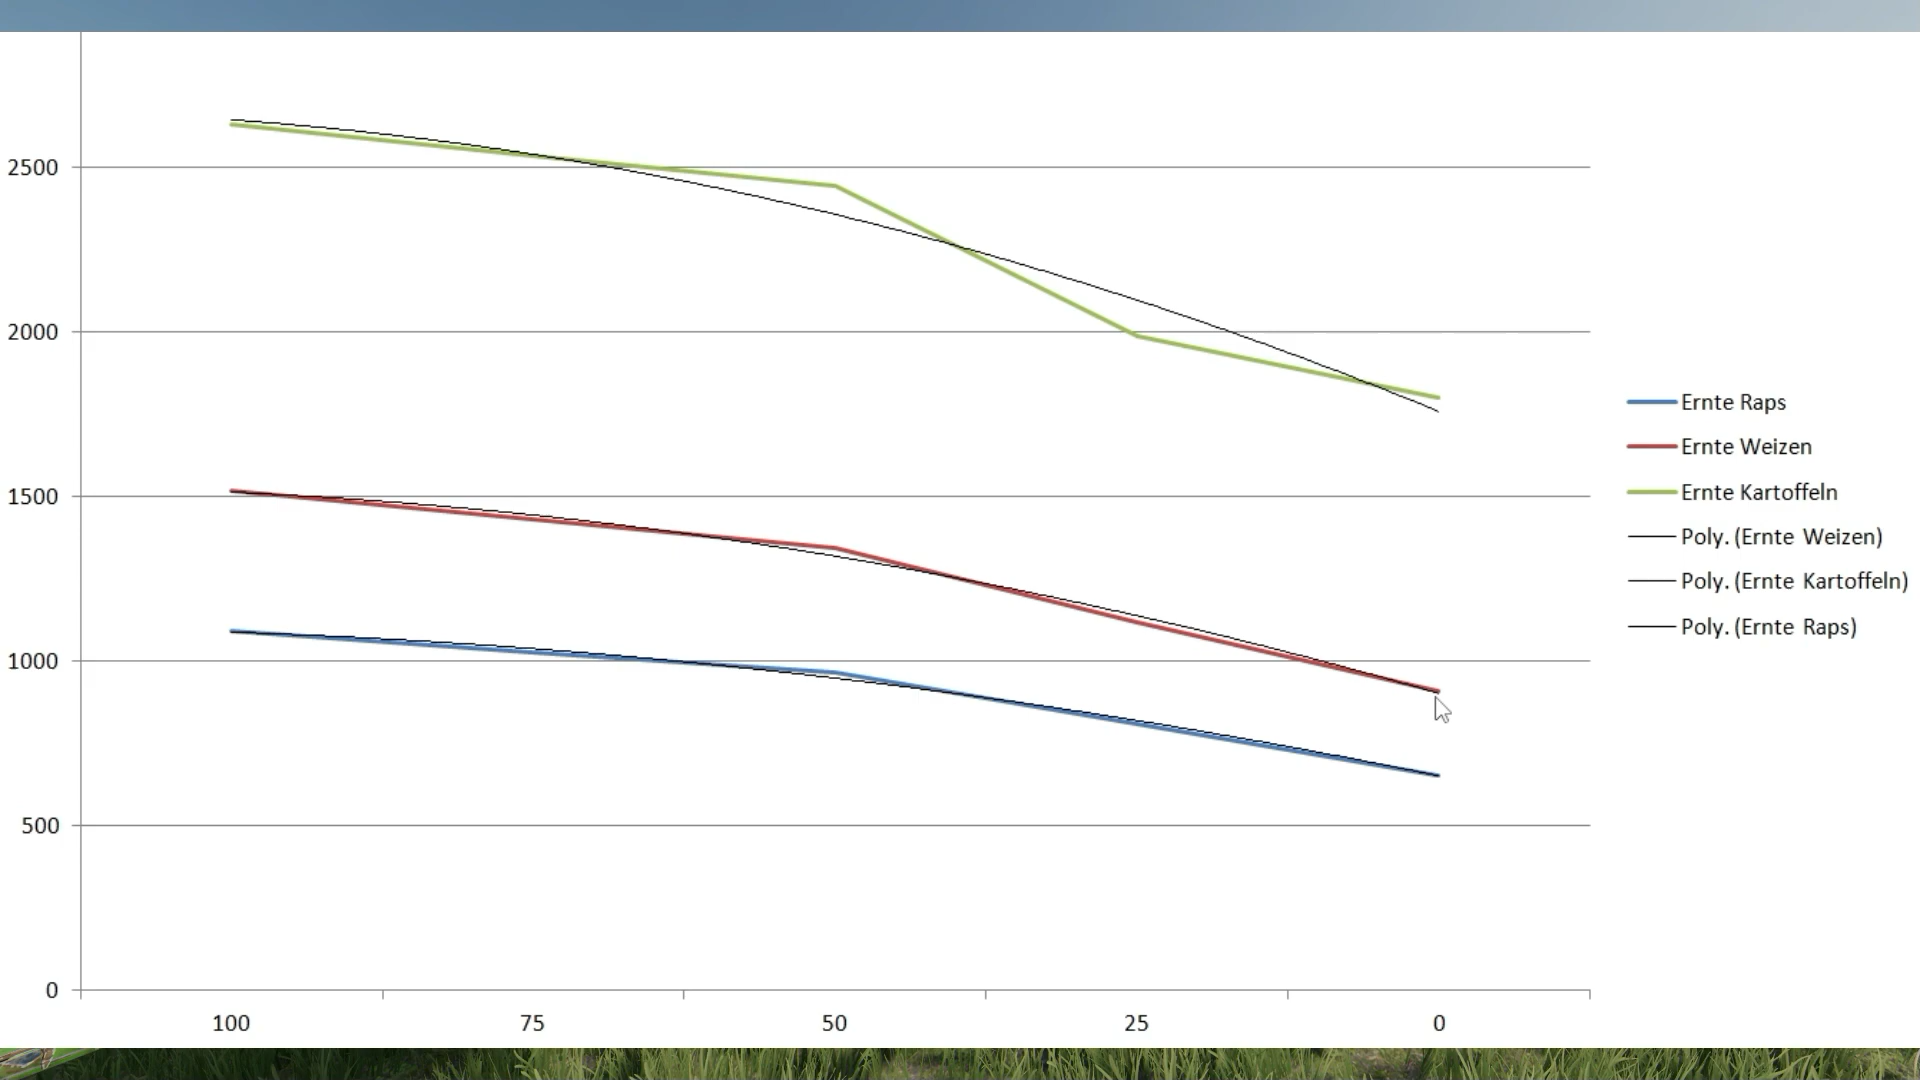 2500
2000
1500
1000
500
0
100 75 50 25 0
Ernte Raps
Ernte Weizen
Ernte Kartoffeln
Poly. (Ernte Weizen)
Poly. (Ernte Kartoffeln)
Poly. (Ernte Raps)